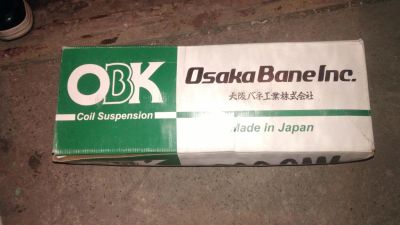 OBK
Coil Suspension
Osaka Bane Inc.
大阪バネ工業株式会社
Made in Japan
OBK